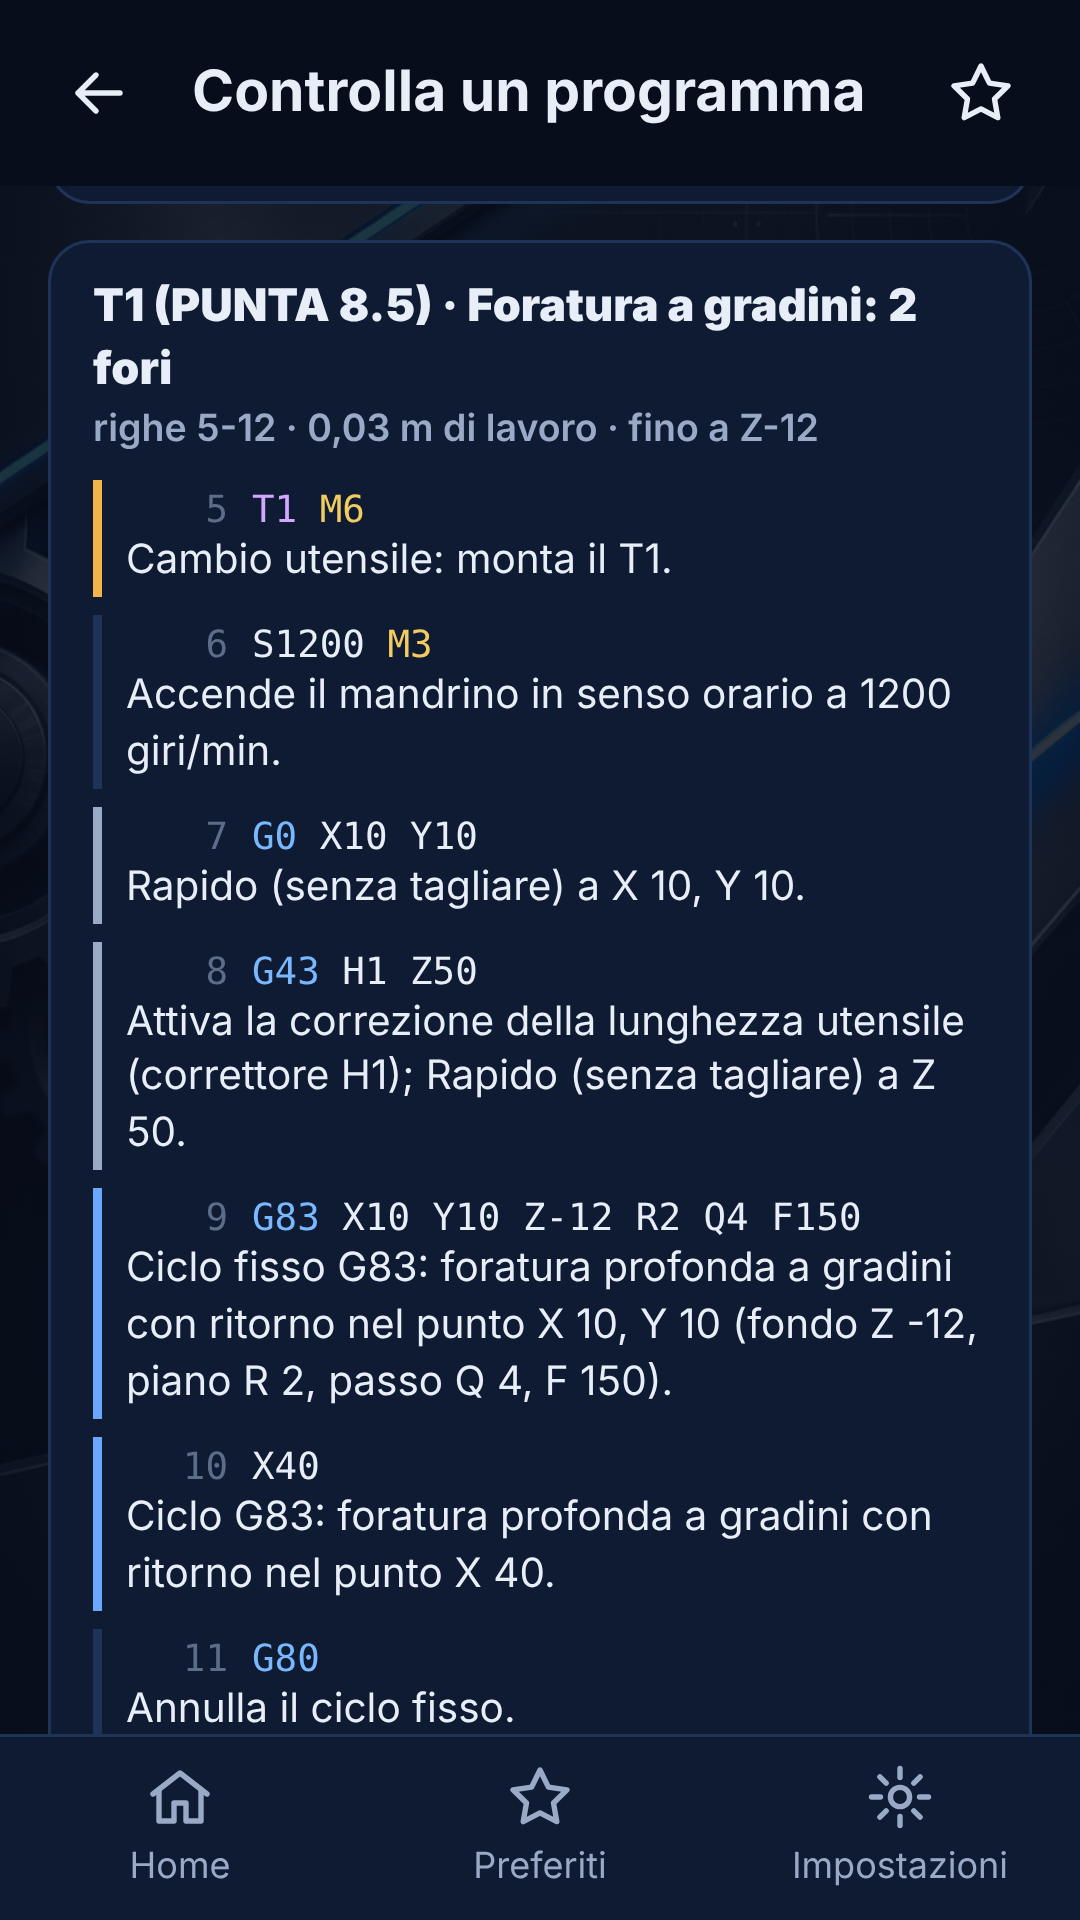 Controlla un programma
T1 (PUNTA 8.5) · Foratura a gradini: 2
fori
righe 5-12 · 0,03 m di lavoro · fino a Z-12
5 T1 M6
Cambio utensile: monta il T1.
6 S1200 M3
Accende il mandrino in senso orario a 1200
giri/min.
7 G0 X10 Y10
Rapido (senza tagliare) a X 10, Y 10.
8 G43 H1 Z50
Attiva la correzione della lunghezza utensile
(correttore H1); Rapido (senza tagliare) a Z
50.
9 G83 X10 Y10 Z-12 R2 Q4 F150
Ciclo fisso G83: foratura profonda a gradini
con ritorno nel punto X 10, Y 10 (fondo Z -12,
piano R 2, passo Q 4, F 150).
10 X40
Ciclo G83: foratura profonda a gradini con
ritorno nel punto X 40.
11 G80
Annulla il ciclo fisso.
Home
Preferiti
Impostazioni